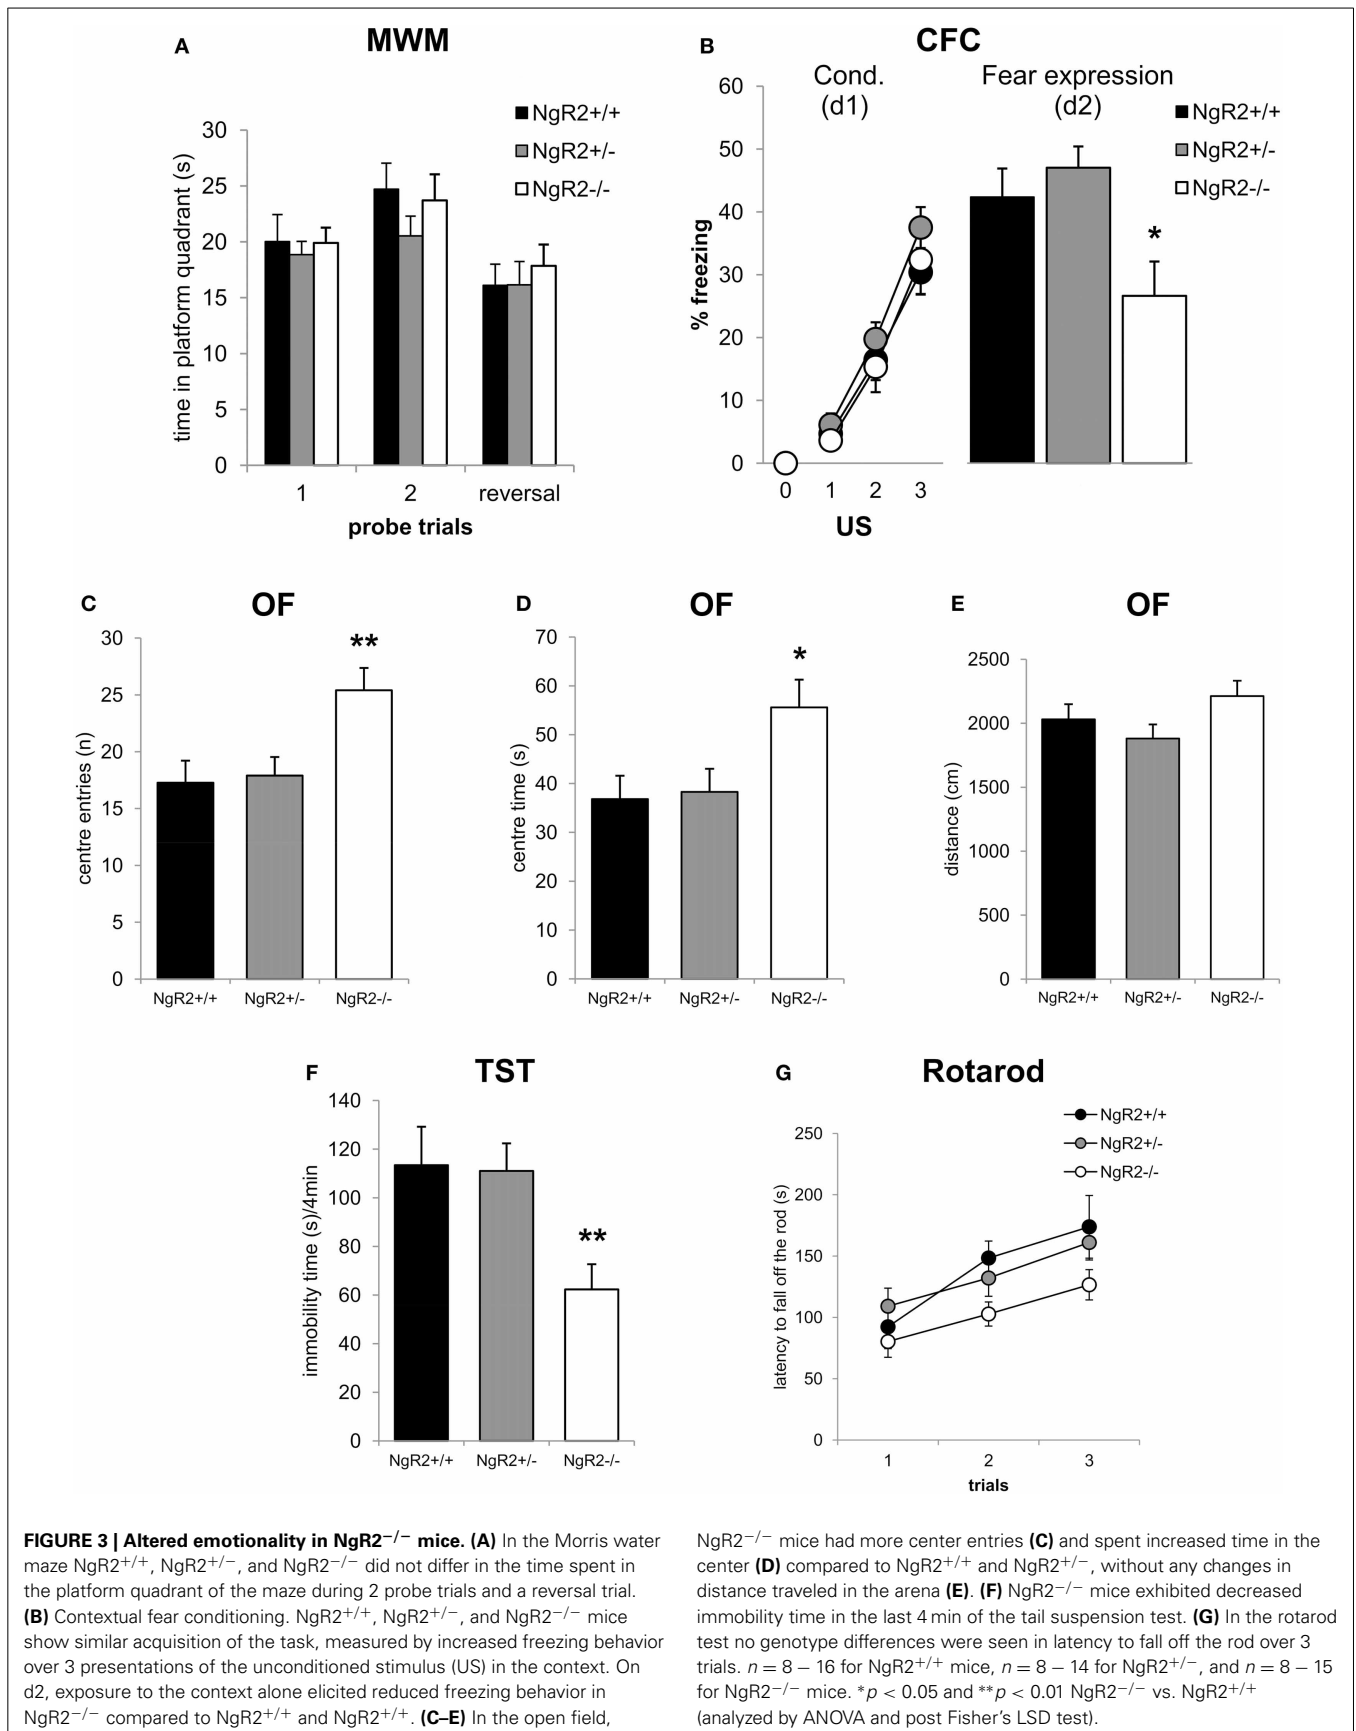 A
MWM
NgR2+/+
NgR2+/-
NgR2-/-
time in platform quadrant (s)
30
25
20
15
10
5
0
1 2 reversal
probe trials
B
CFC
Cond. Fear expression
(d1) (d2)
NgR2+/+
NgR2+/-
NgR2-/-
% freezing
60
50
40
30
20
10
0
*
0 1 2 3
US
C
OF
centre entries (n)
30
25
20
15
10
5
0
**
NgR2+/+ NgR2+/- NgR2-/-
D
OF
centre time (s)
70
60
50
40
30
20
10
0
*
NgR2+/+ NgR2+/- NgR2-/-
E
OF
distance (cm)
2500
2000
1500
1000
500
0
NgR2+/+ NgR2+/- NgR2-/-
F
TST
immobility time (s)/4min
140
120
100
80
60
40
20
0
**
NgR2+/+ NgR2+/- NgR2-/-
G
Rotarod
NgR2+/+
NgR2+/-
NgR2-/-
latency to fall off the rod (s)
250
200
150
100
50
0
1 2 3
trials
FIGURE 3 | Altered emotionality in NgR2−/− mice. (A) In the Morris water
maze NgR2+/+, NgR2+/−, and NgR2−/− did not differ in the time spent in
the platform quadrant of the maze during 2 probe trials and a reversal trial.
(B) Contextual fear conditioning. NgR2+/+, NgR2+/−, and NgR2−/− mice
show similar acquisition of the task, measured by increased freezing behavior
over 3 presentations of the unconditioned stimulus (US) in the context. On
d2, exposure to the context alone elicited reduced freezing behavior in
NgR2−/− compared to NgR2+/+ and NgR2+/+. (C–E) In the open field,
NgR2−/− mice had more center entries (C) and spent increased time in the
center (D) compared to NgR2+/+ and NgR2+/−, without any changes in
distance traveled in the arena (E). (F) NgR2−/− mice exhibited decreased
immobility time in the last 4 min of the tail suspension test. (G) In the rotarod
test no genotype differences were seen in latency to fall off the rod over 3
trials. n = 8 − 16 for NgR2+/+ mice, n = 8 − 14 for NgR2+/−, and n = 8 − 15
for NgR2−/− mice. *p < 0.05 and **p < 0.01 NgR2−/− vs. NgR2+/+
(analyzed by ANOVA and post Fisher's LSD test).